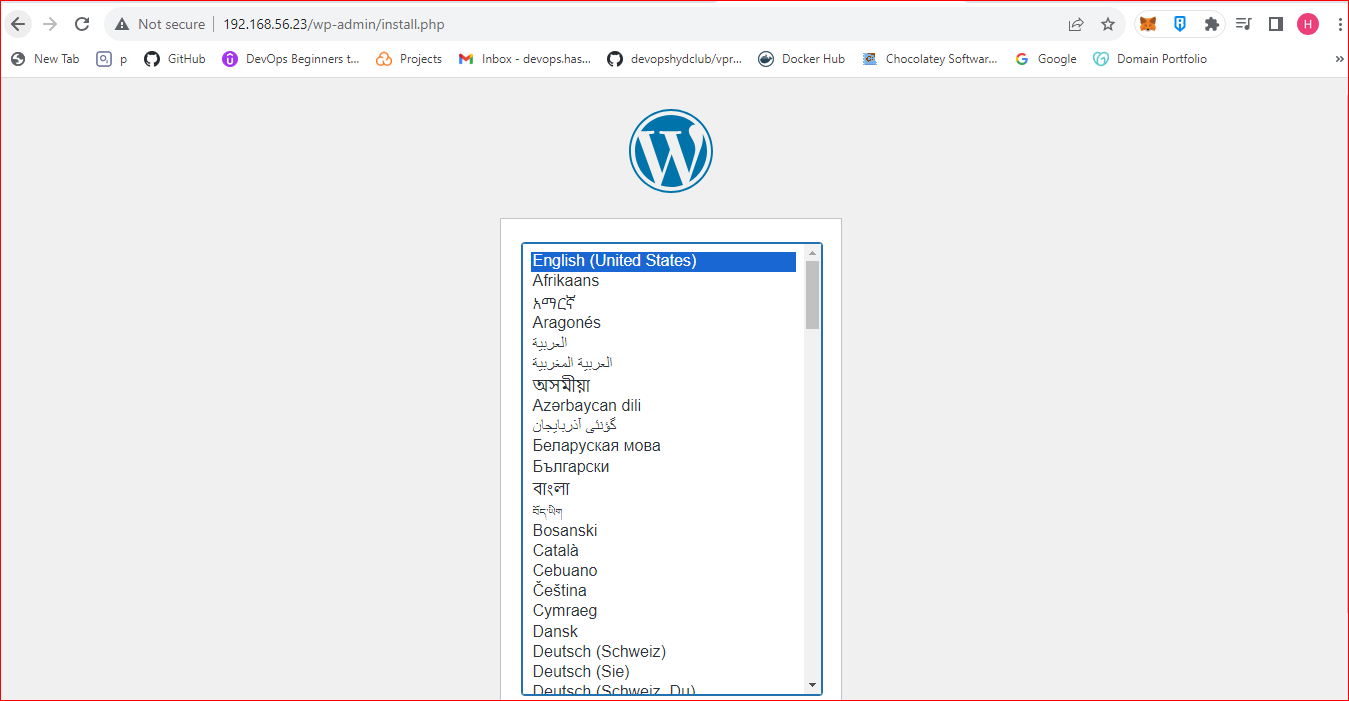 Not secure | 192.168.56.23/wp-admin/install.php
H
New Tab p GitHub DevOps Beginners t... Projects Inbox - devops.has... devopshydclub/vpr... Docker Hub Chocolatey Softwar... Google Domain Portfolio »
English (United States)
Afrikaans
አማርኛ
Aragonés
العربية
العربية المغربية
অসমীয়া
Azərbaycan dili
گؤنئی آذربایجان
Беларуская мова
Български
বাংলা
བོད་ཡིག
Bosanski
Català
Cebuano
Čeština
Cymraeg
Dansk
Deutsch (Schweiz)
Deutsch (Sie)
Deutsch (Schweiz, Du)